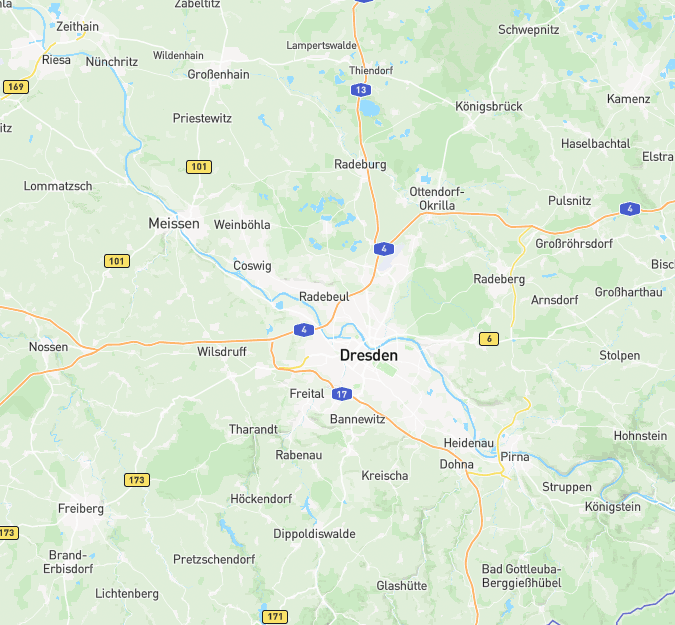 Zabeltitz
Zeithain
Schwepnitz
Lampertswalde
Wildenhain
Riesa
Nünchritz
Großenhain
Thiendorf
169
13
Kamenz
Königsbrück
Priestewitz
itz
Haselbachtal
Elstra
101
Radeburg
Lommatzsch
Ottendorf-
Okrilla
Pulsnitz
4
Meissen
Weinböhla
4
Großröhrsdorf
101
Coswig
Bisc
Radeberg
Radebeul
Arnsdorf
Großharthau
4
6
Nossen
Wilsdruff
Dresden
Stolpen
Freital
17
Bannewitz
Tharandt
Heidenau
Hohnstein
Rabenau
Dohna
Pirna
173
Kreischa
Struppen
Höckendorf
Freiberg
Königstein
173
Dippoldiswalde
Brand-
Erbisdorf
Pretzschendorf
Bad Gottleuba-
Berggießhübel
Glashütte
Lichtenberg
171